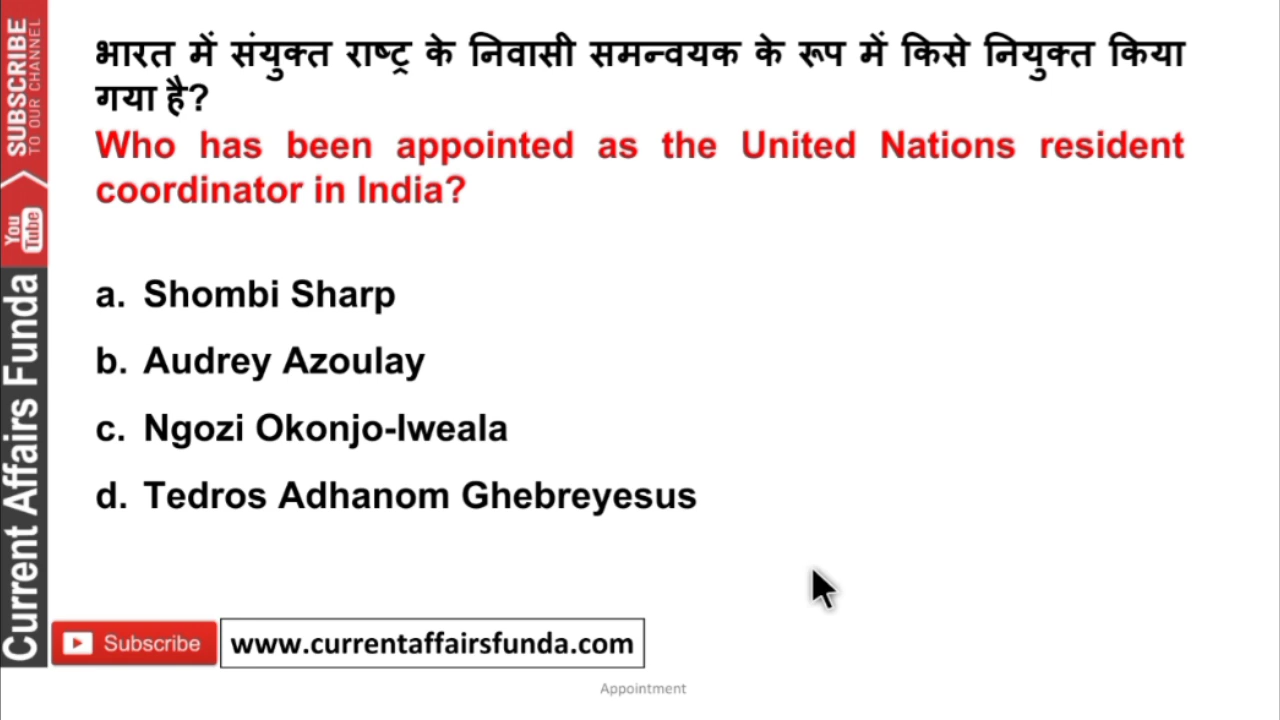 भारत में संयुक्त राष्ट्र के निवासी समन्वयक के रूप में किसे नियुक्त किया
गया है?
Who has been appointed as the United Nations resident
coordinator in India?
a. Shombi Sharp
b. Audrey Azoulay
c. Ngozi Okonjo-Iweala
d. Tedros Adhanom Ghebreyesus
SUBSCRIBE
TO OUR CHANNEL
You
Tube
Current Affairs Funda
Subscribe
www.currentaffairsfunda.com
Appointment